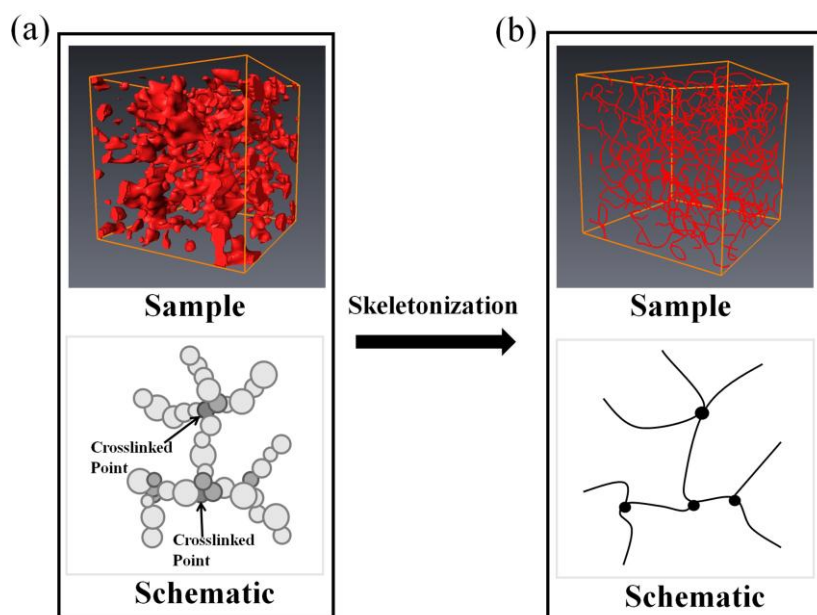 (a)
Sample
Crosslinked
Point
Crosslinked
Point
Schematic
Skeletonization
(b)
Sample
Schematic